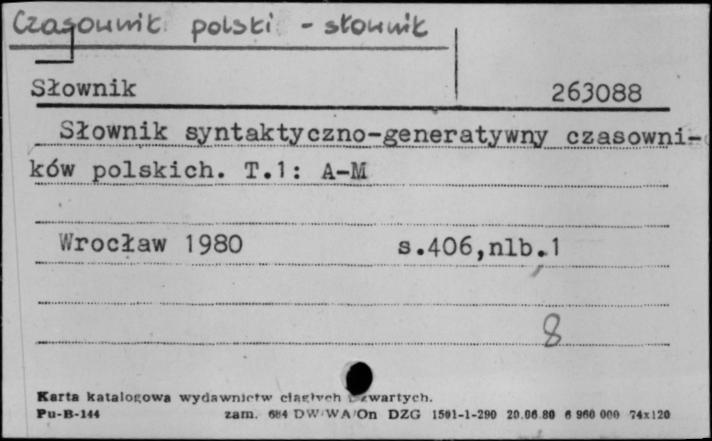 Czasownik polski - słownik
Słownik 263088
Słownik syntaktyczno-generatywny czasowni-
ków polskich. T.1: A-M
Wrocław 1980 s.406,nlb.1
8
Karta katalogowa wydawnictw ciągłych i zwartych.
Pu-B-144 zam. 684 DW WA/On DZG 1501-1-290 20.06.80 6 960 000 74x120